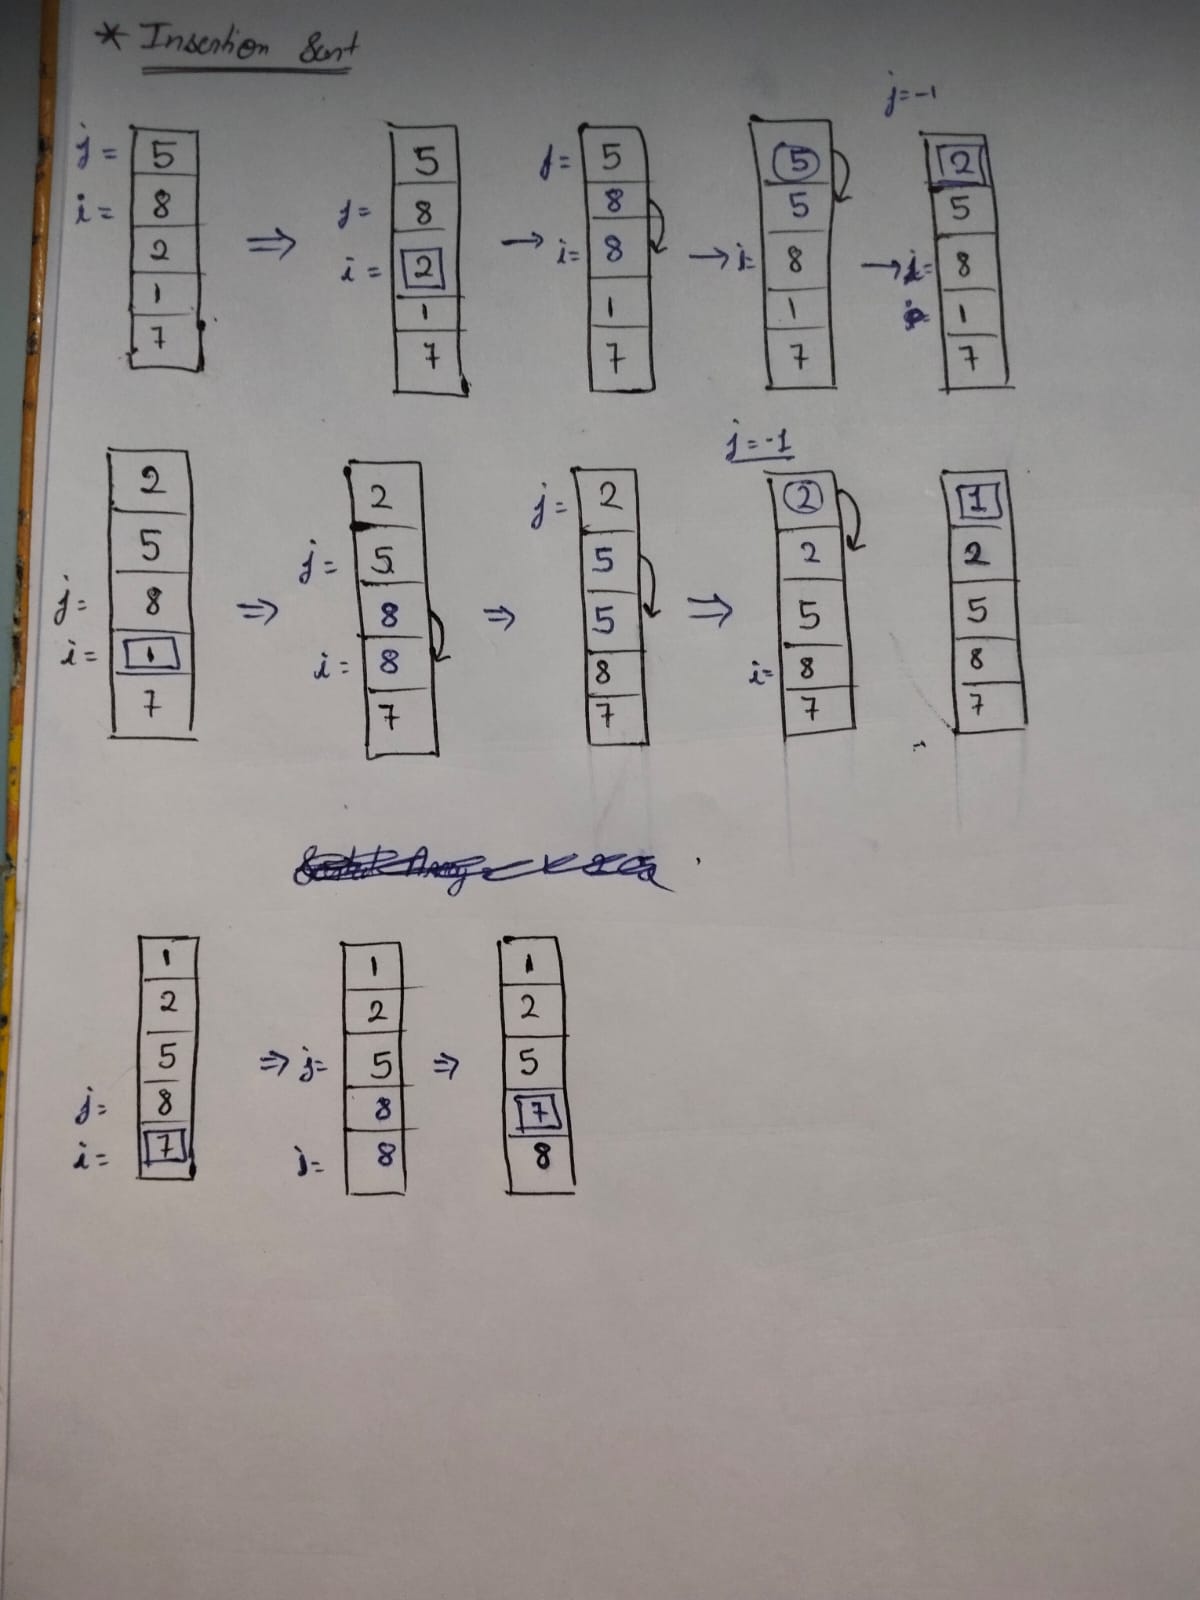 * Insertion Sort
j=-1
j= 5 5 j= 5 5 2
i= 8 j= 8 8 5 5
2 i= 2 i= 8 i= 8 i= 8
1 1 1 1 1
7 7 7 7 7
j=-1
2 2 j= 2 2 1
5 j= 5 5 2 2
j= 8 8 5 5 5
i= 1 i= 8 8 i= 8 8
7 7 7 7 7
1 1 1
2 2 2
5 j= 5 5
j= 8 8 7
i= 7 i= 8 8